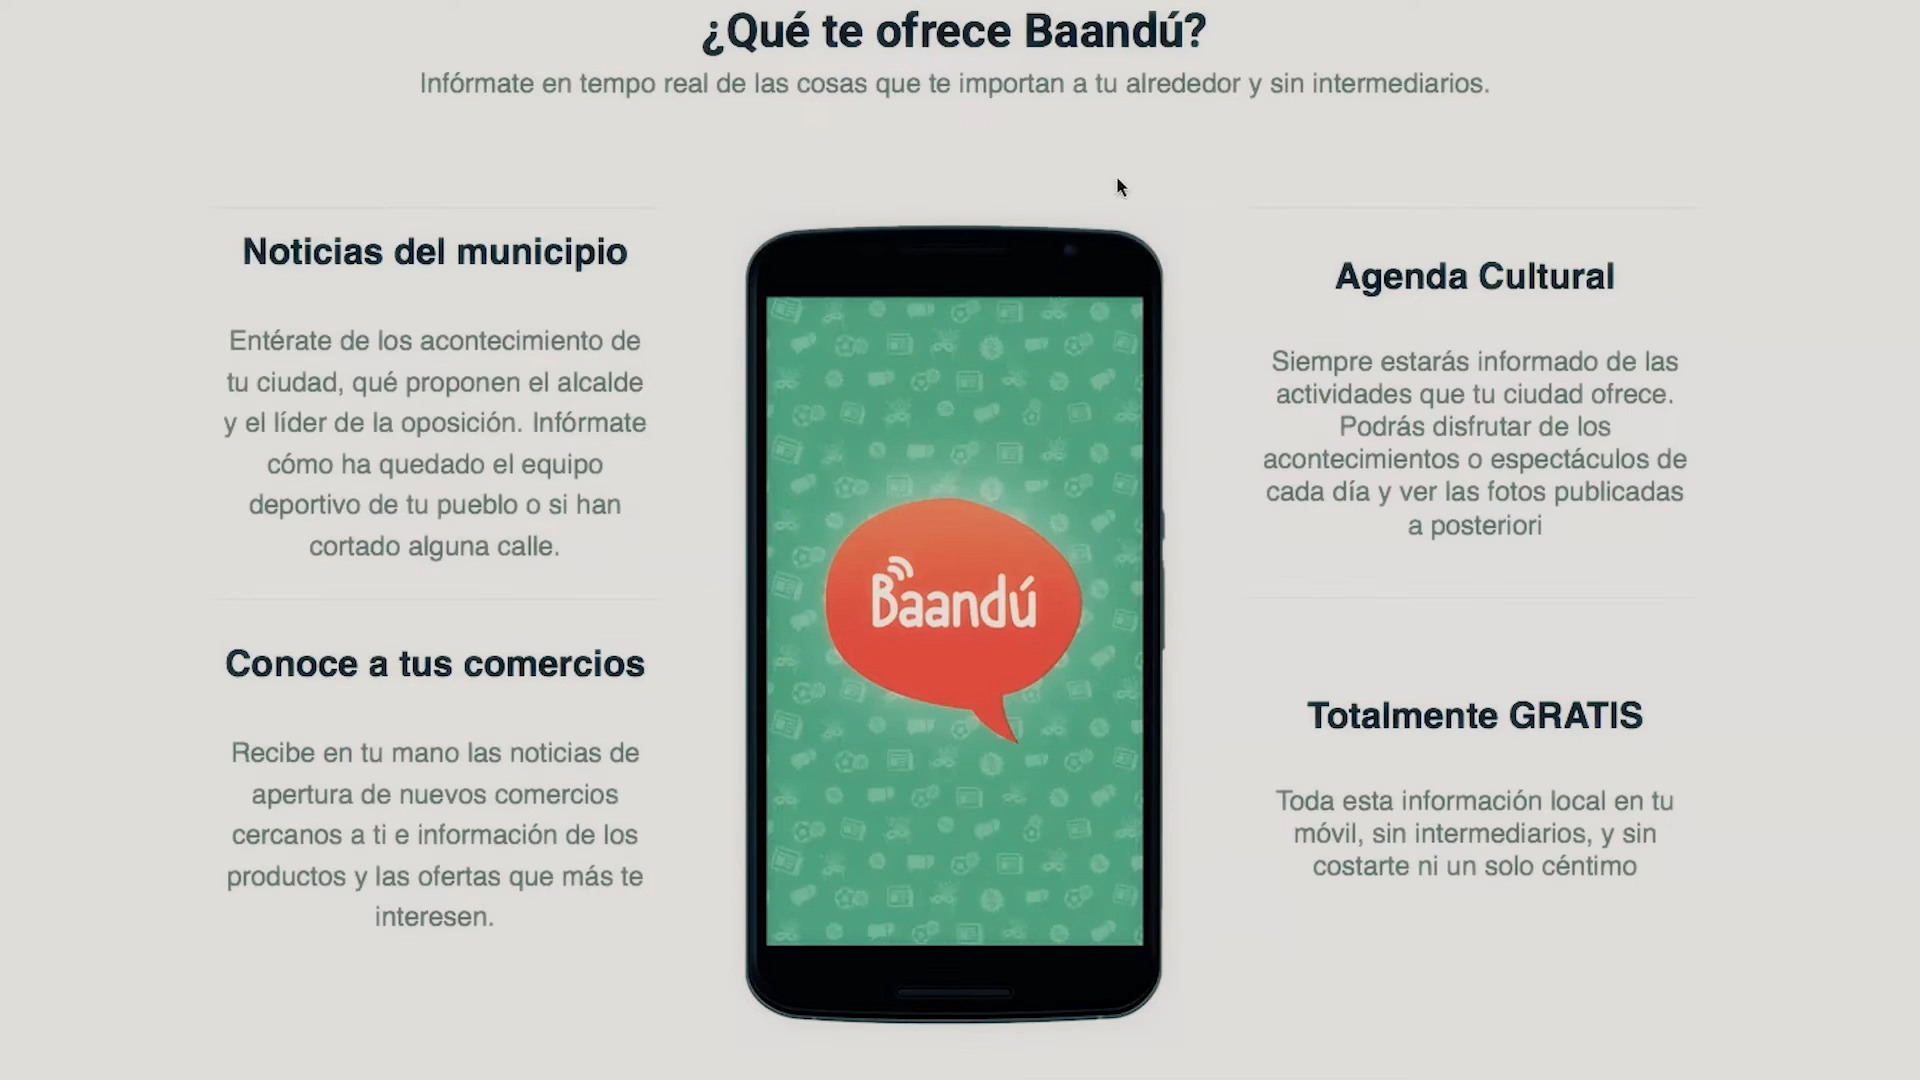 ¿Qué te ofrece Baandú?
Infórmate en tempo real de las cosas que te importan a tu alrededor y sin intermediarios.
Noticias del municipio
Entérate de los acontecimiento de
tu ciudad, qué proponen el alcalde
y el líder de la oposición. Infórmate
cómo ha quedado el equipo
deportivo de tu pueblo o si han
cortado alguna calle.
Conoce a tus comercios
Recibe en tu mano las noticias de
apertura de nuevos comercios
cercanos a ti e información de los
productos y las ofertas que más te
interesen.
Baandú
Agenda Cultural
Siempre estarás informado de las
actividades que tu ciudad ofrece.
Podrás disfrutar de los
acontecimientos o espectáculos de
cada día y ver las fotos publicadas
a posteriori
Totalmente GRATIS
Toda esta información local en tu
móvil, sin intermediarios, y sin
costarte ni un solo céntimo